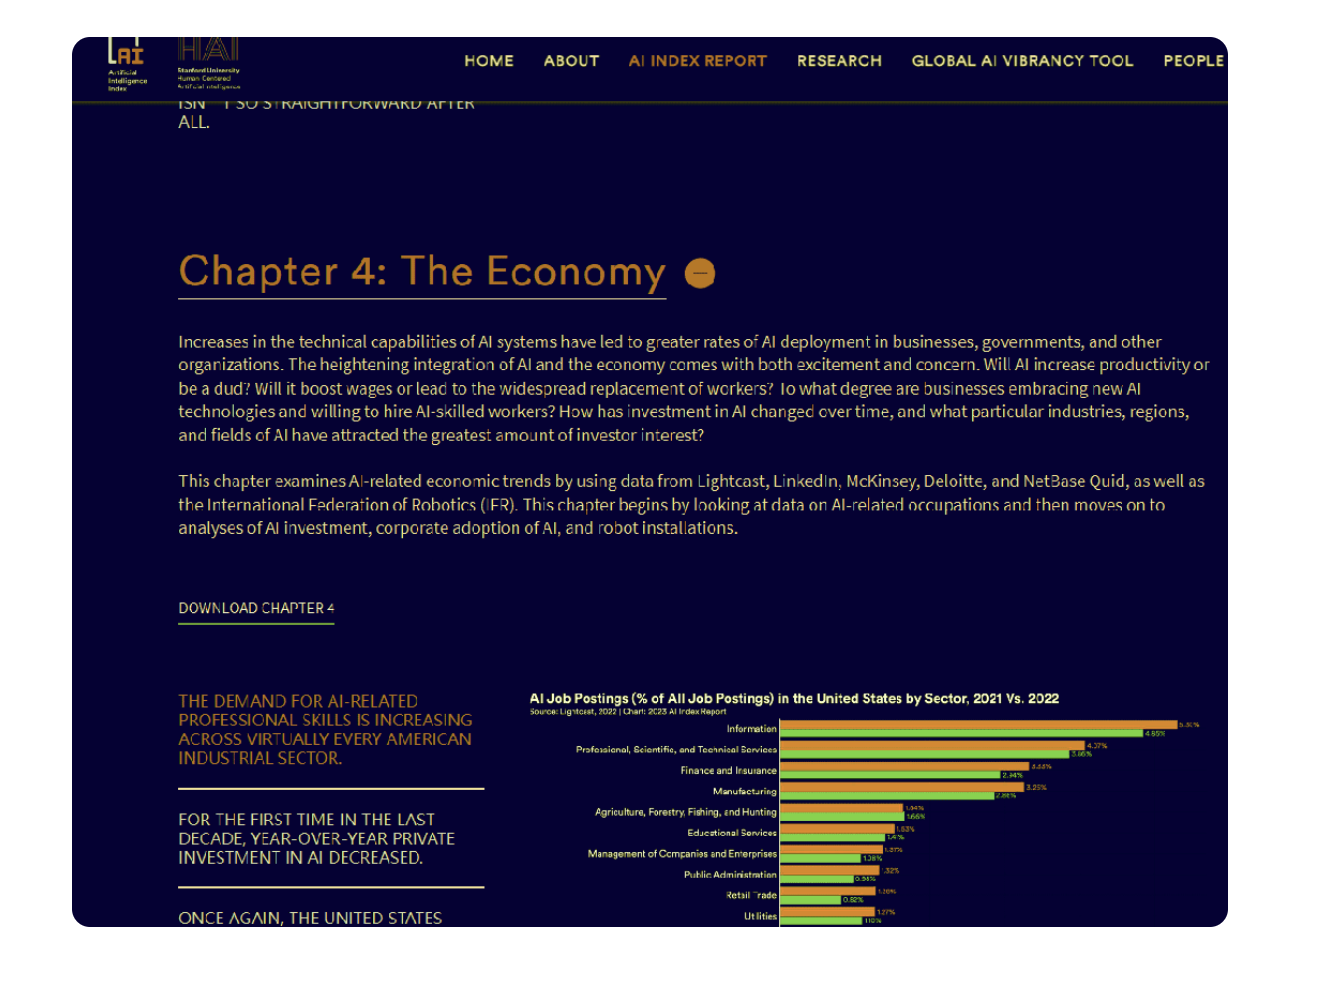 AI
Artificial
Intelligence
Index
HAI
Stanford University
Human-Centered
Artificial Intelligence
HOME ABOUT AI INDEX REPORT RESEARCH GLOBAL AI VIBRANCY TOOL PEOPLE
ISN T SO STRAIGHTFORWARD AFTER
ALL.
Chapter 4: The Economy
Increases in the technical capabilities of AI systems have led to greater rates of AI deployment in businesses, governments, and other
organizations. The heightening integration of AI and the economy comes with both excitement and concern. Will AI increase productivity or
be a dud? Will it boost wages or lead to the widespread replacement of workers? To what degree are businesses embracing new AI
technologies and willing to hire AI-skilled workers? How has investment in AI changed over time, and what particular industries, regions,
and fields of AI have attracted the greatest amount of investor interest?
This chapter examines AI-related economic trends by using data from Lightcast, LinkedIn, McKinsey, Deloitte, and NetBase Quid, as well as
the International Federation of Robotics (IFR). This chapter begins by looking at data on AI-related occupations and then moves on to
analyses of AI investment, corporate adoption of AI, and robot installations.
DOWNLOAD CHAPTER 4
THE DEMAND FOR AI-RELATED
PROFESSIONAL SKILLS IS INCREASING
ACROSS VIRTUALLY EVERY AMERICAN
INDUSTRIAL SECTOR.
FOR THE FIRST TIME IN THE LAST
DECADE, YEAR-OVER-YEAR PRIVATE
INVESTMENT IN AI DECREASED.
ONCE AGAIN, THE UNITED STATES
AI Job Postings (% of All Job Postings) in the United States by Sector, 2021 Vs. 2022
Source: Lightcast, 2022 | Chart: 2023 AI Index Report
Information 5.30%
4.85%
Professional, Scientific, and Technical Services 4.07%
3.86%
Finance and Insurance 3.33%
2.94%
Manufacturing 3.25%
2.86%
Agriculture, Forestry, Fishing, and Hunting 1.64%
1.66%
Educational Services 1.53%
1.41%
Management of Companies and Enterprises 1.37%
1.08%
Public Administration 1.32%
0.98%
Retail Trade 1.28%
0.82%
Utilities 1.27%
1.10%